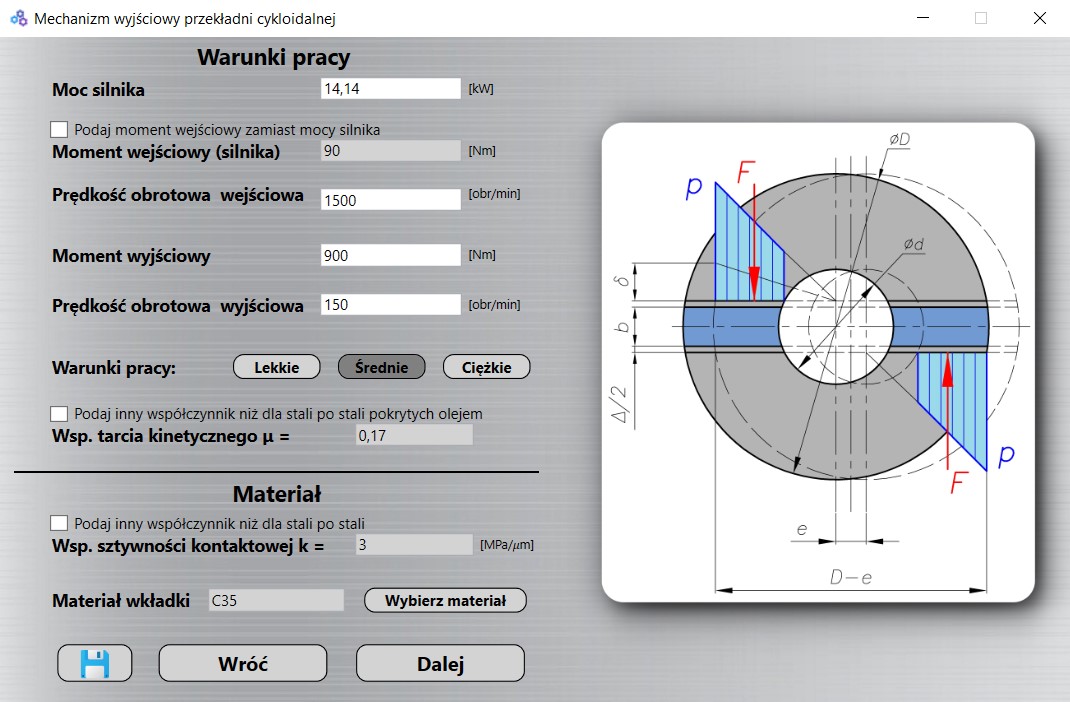 Mechanizm wyjściowy przekładni cykloidalnej
Warunki pracy
Moc silnika 14,14 [kW]
Podaj moment wejściowy zamiast mocy silnika
Moment wejściowy (silnika) 90 [Nm]
Prędkość obrotowa wejściowa 1500 [obr/min]
Moment wyjściowy 900 [Nm]
Prędkość obrotowa wyjściowa 150 [obr/min]
Warunki pracy: Lekkie Średnie Ciężkie
Podaj inny współczynnik niż dla stali po stali pokrytych olejem
Wsp. tarcia kinetycznego μ = 0,17
Materiał
Podaj inny współczynnik niż dla stali po stali
Wsp. sztywności kontaktowej k = 3 [MPa/μm]
Materiał wkładki C35 Wybierz materiał
Wróć Dalej
⌀D
F
p
⌀d
δ
b
Δ/2
p
F
e
D-e